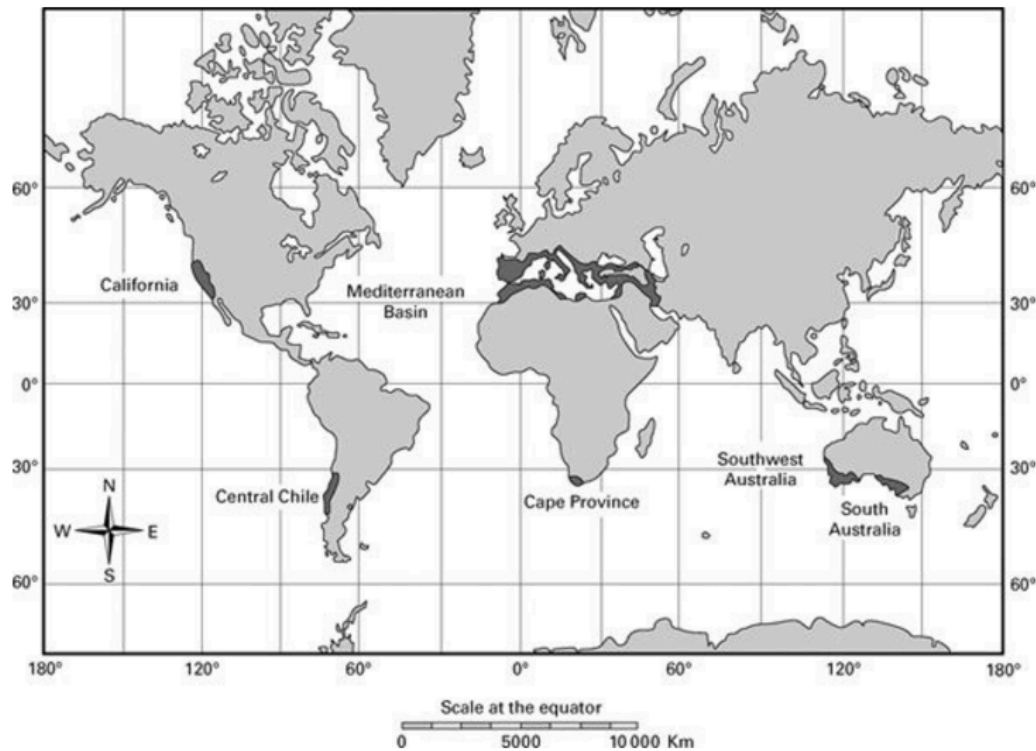 60°
60°
California
Mediterranean
Basin
30°
30°
0°
0°
Southwest
Australia
30°
30°
Central Chile
Cape Province
South
Australia
N
W
E
S
60°
60°
180°
120°
60°
0°
60°
120°
180°
Scale at the equator
0
5000
10 000 Km